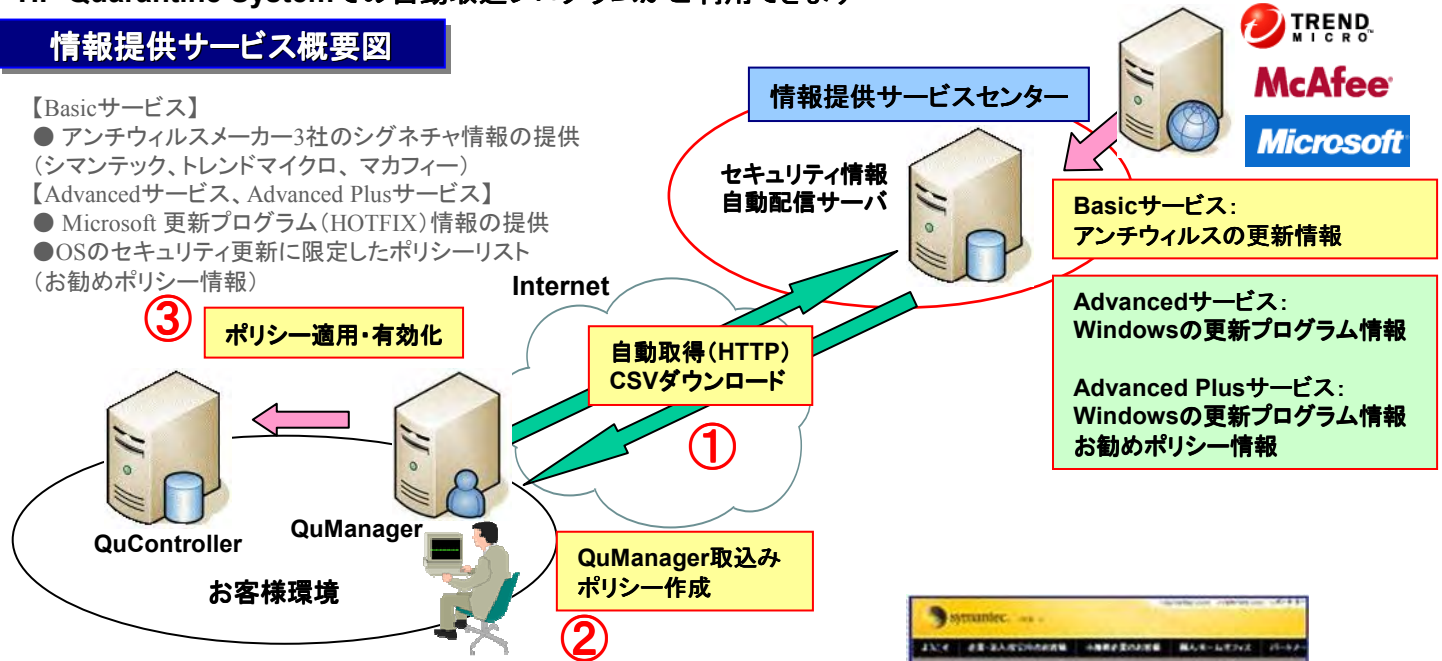 Quarantine System
情報提供サービス概要図
【Basicサービス】
● アンチウィルスメーカー3社のシグネチャ情報の提供
（シマンテック、トレンドマイクロ、 マカフィー）
【Advancedサービス、Advanced Plusサービス】
● Microsoft 更新プログラム（HOTFIX）情報の提供
●OSのセキュリティ更新に限定したポリシーリスト
（お勧めポリシー情報）
③
ポリシー適用・有効化
QuController
QuManager
お客様環境
Internet
自動取得（HTTP）
CSVダウンロード
①
QuManager取込み
ポリシー作成
②
情報提供サービスセンター
セキュリティ情報
自動配信サーバ
TREND
MICRO™
McAfee
Microsoft
Basicサービス：
アンチウィルスの更新情報
Advancedサービス：
Windowsの更新プログラム情報
Advanced Plusサービス：
Windowsの更新プログラム情報
お勧めポリシー情報
symantec.